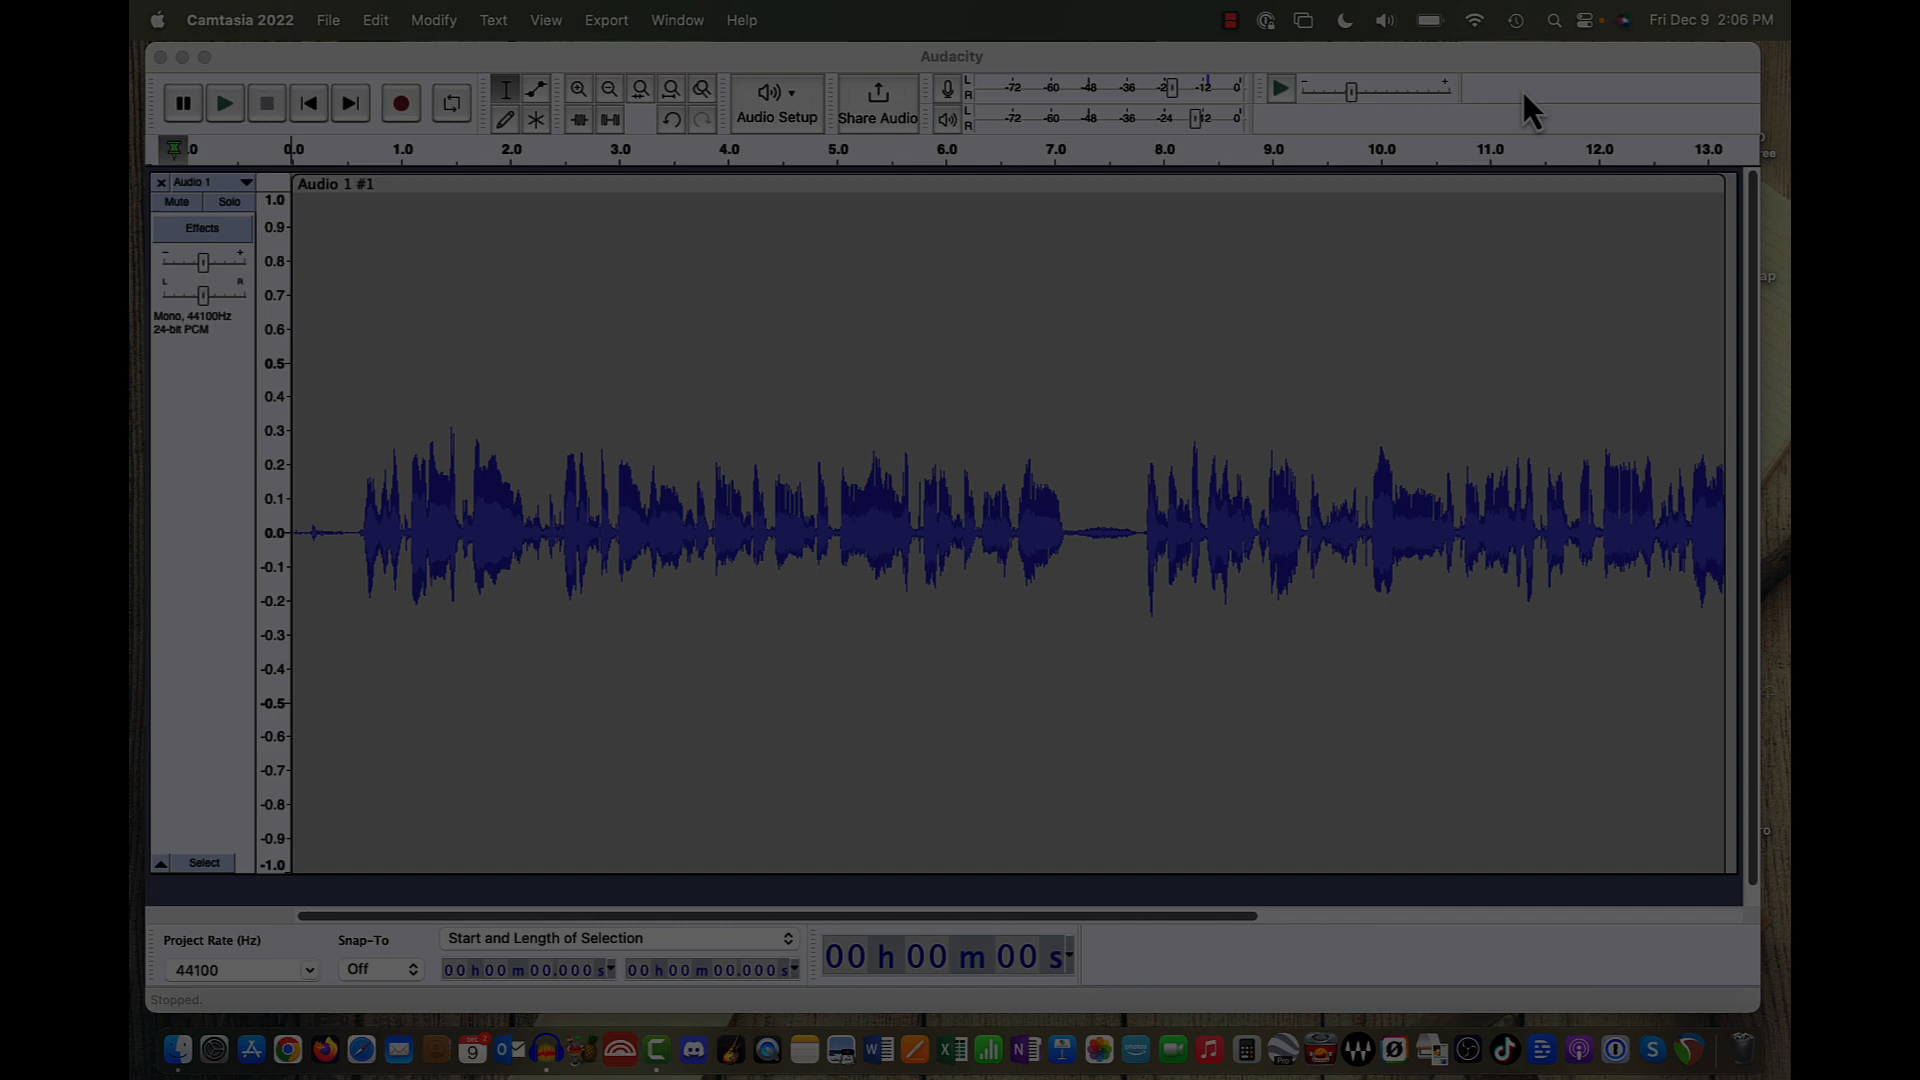 Camtasia 2022 File Edit Modify Text View Export Window Help Fri Dec 9 2:06 PM
Audacity
Audio Setup
Share Audio
L
R
-72 -60 -48 -36 -12 0
L
R
-72 -60 -48 -36 -24 12 0
.0 0.0 1.0 2.0 3.0 4.0 5.0 6.0 7.0 8.0 9.0 10.0 11.0 12.0 13.0
ree
Audio 1
Audio 1 #1
Mute Solo
Effects
L R
Mono, 44100Hz
24-bit PCM
Select
1.0
0.9
0.8
0.7
0.6
0.5
0.4
0.3
0.2
0.1
0.0
-0.1
-0.2
-0.3
-0.4
-0.5
-0.6
-0.7
-0.8
-0.9
-1.0
ap
ro
Project Rate (Hz)
44100
Snap-To
Off
Start and Length of Selection
00 h 00 m 00.000 s
00 h 00 m 00.000 s
00 h 00 m 00 s
Stopped.
DEC
9
Pro